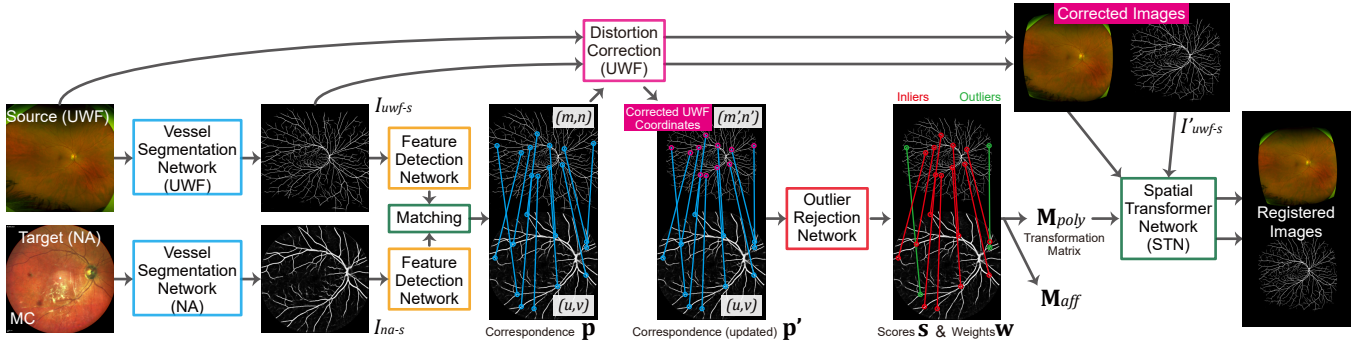 Source (UWF)
Vessel
Segmentation
Network
(UWF)
I_uwf-s
Feature
Detection
Network
Matching
Target (NA)
MC
Vessel
Segmentation
Network
(NA)
I_na-s
Feature
Detection
Network
(m,n)
(u,v)
Correspondence p
Distortion
Correction
(UWF)
Corrected UWF
Coordinates
(m',n')
(u,v)
Correspondence (updated) p'
Outlier
Rejection
Network
Inliers
Outliers
Scores s & Weights w
M_poly
Transformation
Matrix
M_aff
Corrected Images
I'_uwf-s
Spatial
Transformer
Network
(STN)
Registered
Images